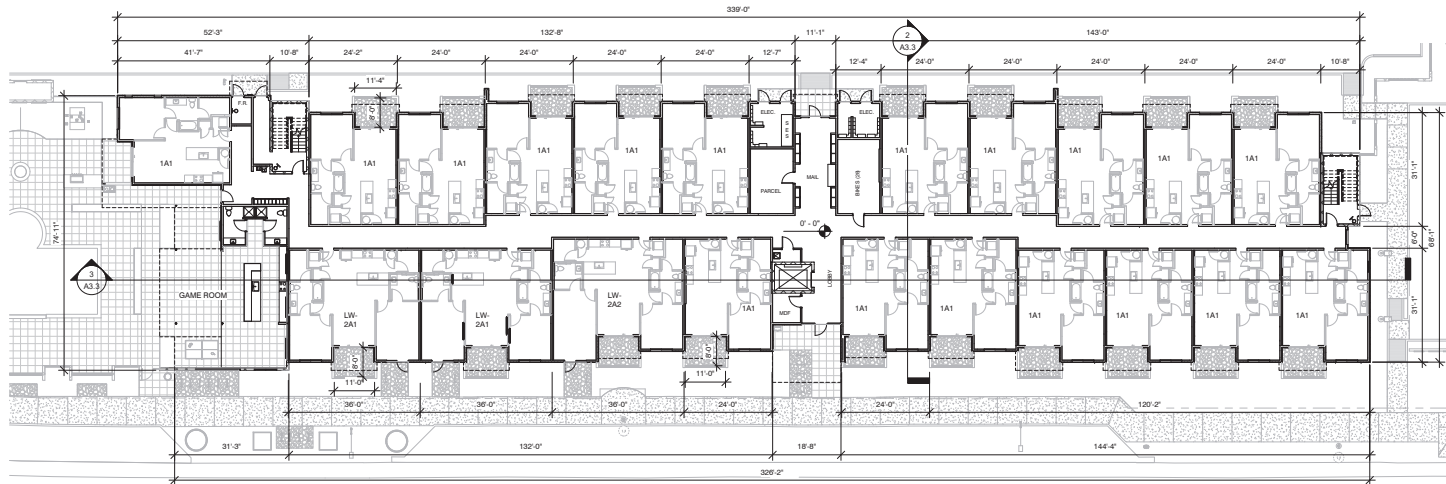 339'-0"
52'-3"
132'-8"
11'-1"
143'-0"
2
A3.3
41'-7"
10'-8"
24'-2"
24'-0"
24'-0"
24'-0"
24'-0"
12'-7"
12'-4"
24'-0"
24'-0"
24'-0"
24'-0"
24'-0"
10'-8"
11'-4"
8'-0"
F.R.
ELEC.
SES
ELEC.
1A1
1A1
1A1
1A1
1A1
1A1
PARCEL
MAIL
BIKES (28)
1A1
1A1
1A1
1A1
1A1
31'-1"
74'-11"
0' - 0"
6'-0"
68'-1"
3
A3.3
GAME ROOM
LW-
2A1
LW-
2A1
LW-
2A2
1A1
MDF
LOBBY
1A1
1A1
1A1
1A1
1A1
1A1
31'-1"
8'-0"
8'-0"
11'-0"
11'-0"
36'-0"
36'-0"
36'-0"
24'-0"
24'-0"
120'-2"
31'-3"
132'-0"
18'-8"
144'-4"
326'-2"